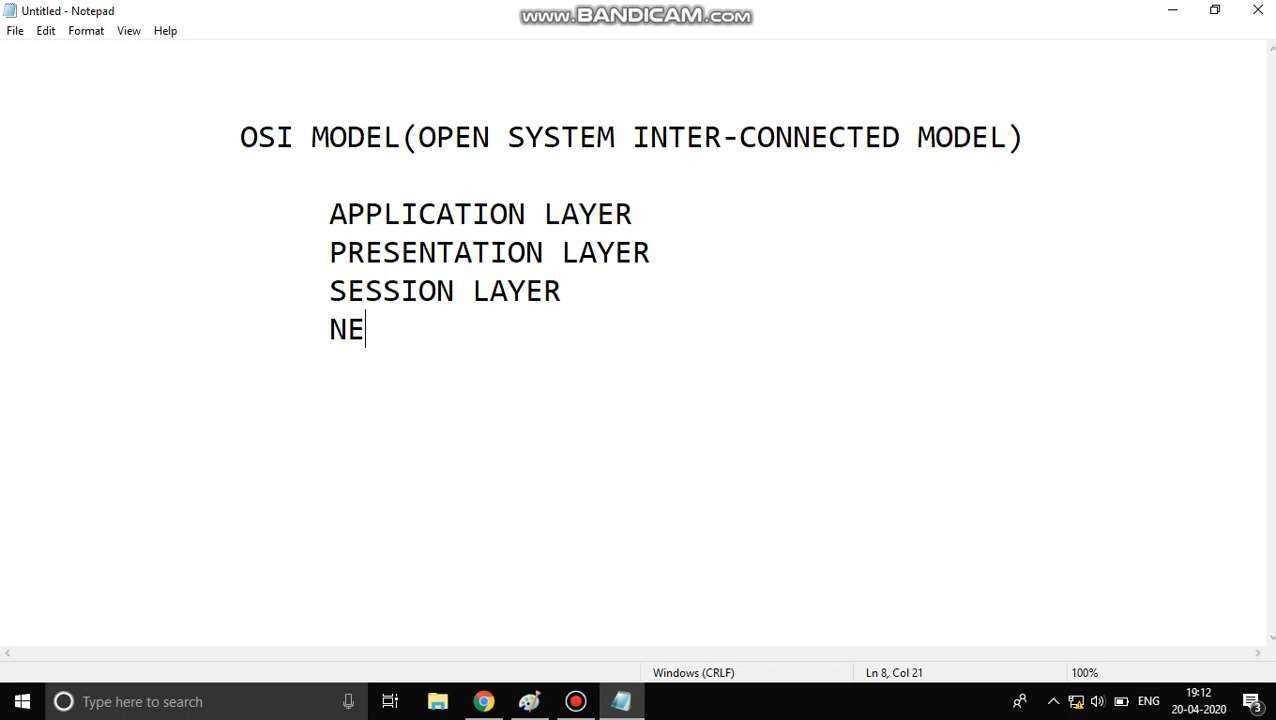 Untitled - Notepad
www.BANDICAM.com
File Edit Format View Help
OSI MODEL(OPEN SYSTEM INTER-CONNECTED MODEL)
APPLICATION LAYER
PRESENTATION LAYER
SESSION LAYER
NE
Windows (CRLF) Ln 8, Col 21 100%
Type here to search
ENG
19:12
20-04-2020
3